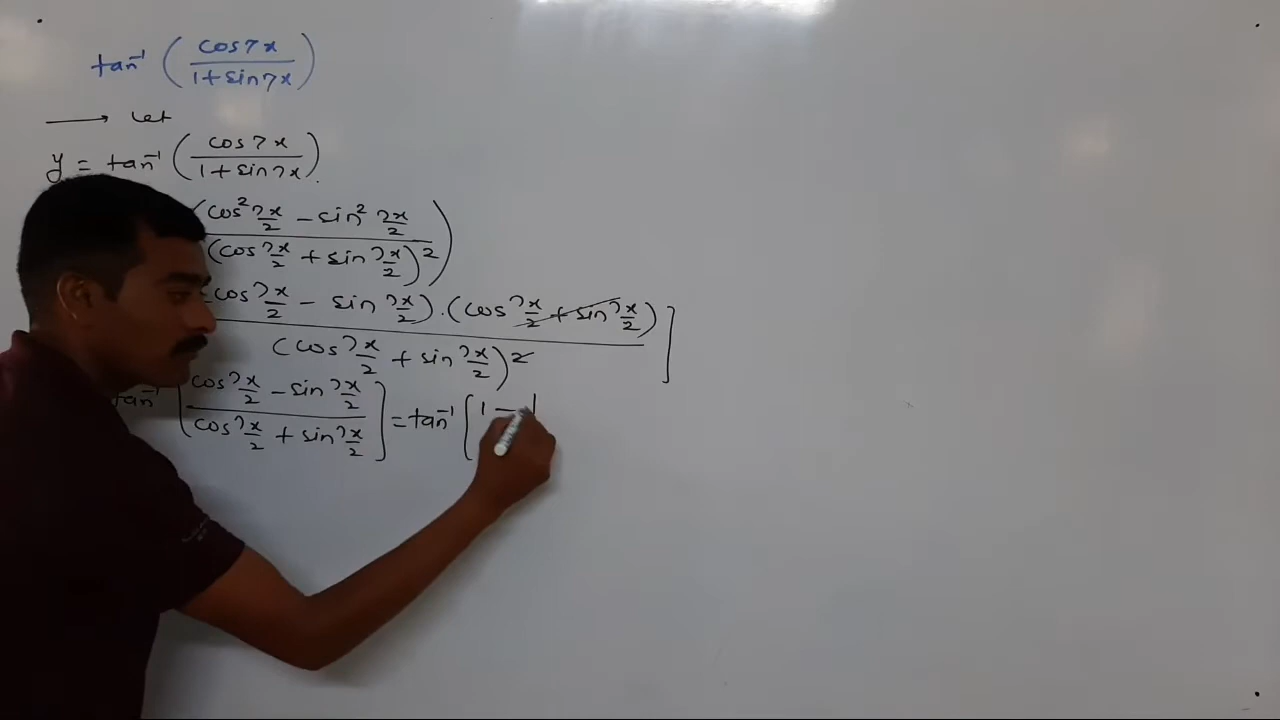 tan⁻¹ (cos7x / 1+sin7x)
→ Let
y = tan⁻¹ (cos7x / 1+sin7x).
(cos² 7x/2 − sin² 7x/2 / (cos 7x/2 + sin 7x/2)²)
cos 7x/2 − sin 7x/2) · (cos 7x/2 + sin 7x/2) / (cos 7x/2 + sin 7x/2)² ]
tan⁻¹ [cos 7x/2 − sin 7x/2 / cos 7x/2 + sin 7x/2] = tan⁻¹ [1 −